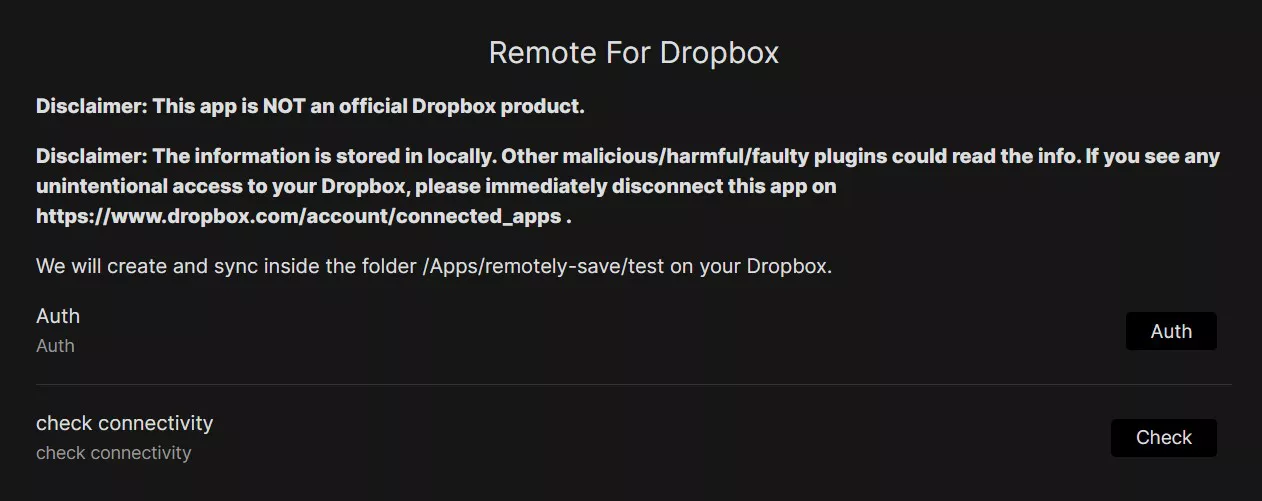 Remote For Dropbox
Disclaimer: This app is NOT an official Dropbox product.
Disclaimer: The information is stored in locally. Other malicious/harmful/faulty plugins could read the info. If you see any
unintentional access to your Dropbox, please immediately disconnect this app on
https://www.dropbox.com/account/connected_apps .
We will create and sync inside the folder /Apps/remotely-save/test on your Dropbox.
Auth
Auth
Auth
check connectivity
check connectivity
Check